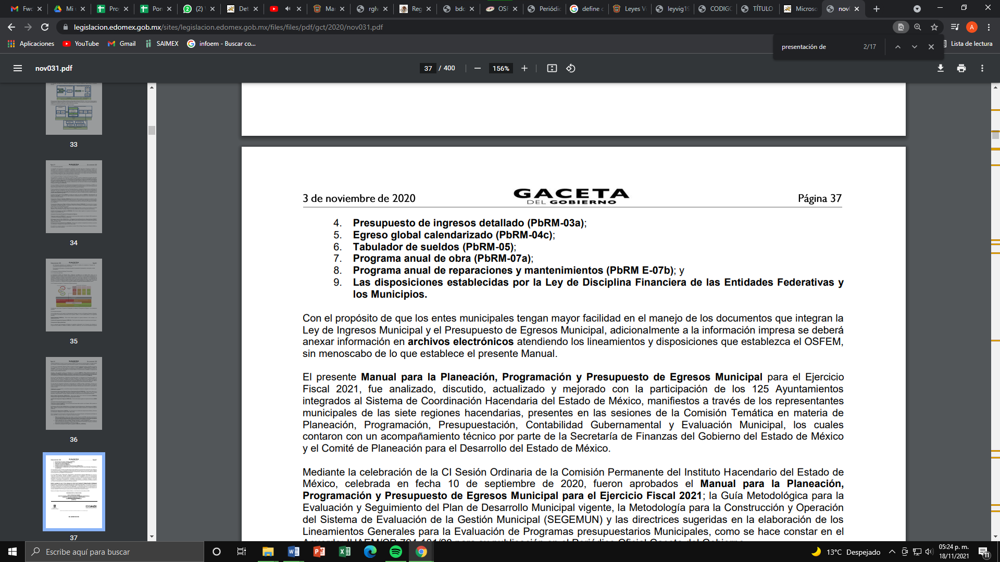 Fwd
Mi
Pro
Por
(2)
Det
Ma
rglv
Reg
bdc
OSF
Periódic
define c
Leyes Vi
leyvig19
CODIGO
TÍTULO
Microso
nov
legislacion.edomex.gob.mx/sites/legislacion.edomex.gob.mx/files/files/pdf/gct/2020/nov031.pdf
A
Aplicaciones
YouTube
Gmail
SAIMEX
infoem - Buscar co...
presentación de
2/17
Lista de lectura
nov031.pdf
37 / 400
156%
33
34
35
36
37
3 de noviembre de 2020
GACETA
DEL GOBIERNO
Página 37
4. Presupuesto de ingresos detallado (PbRM-03a);
5. Egreso global calendarizado (PbRM-04c);
6. Tabulador de sueldos (PbRM-05);
7. Programa anual de obra (PbRM-07a);
8. Programa anual de reparaciones y mantenimientos (PbRM E-07b); y
9. Las disposiciones establecidas por la Ley de Disciplina Financiera de las Entidades Federativas y
los Municipios.
Con el propósito de que los entes municipales tengan mayor facilidad en el manejo de los documentos que integran la
Ley de Ingresos Municipal y el Presupuesto de Egresos Municipal, adicionalmente a la información impresa se deberá
anexar información en archivos electrónicos atendiendo los lineamientos y disposiciones que establezca el OSFEM,
sin menoscabo de lo que establece el presente Manual.
El presente Manual para la Planeación, Programación y Presupuesto de Egresos Municipal para el Ejercicio
Fiscal 2021, fue analizado, discutido, actualizado y mejorado con la participación de los 125 Ayuntamientos
integrados al Sistema de Coordinación Hacendaria del Estado de México, manifiestos a través de los representantes
municipales de las siete regiones hacendarias, presentes en las sesiones de la Comisión Temática en materia de
Planeación, Programación, Presupuestación, Contabilidad Gubernamental y Evaluación Municipal, los cuales
contaron con un acompañamiento técnico por parte de la Secretaría de Finanzas del Gobierno del Estado de México
y el Comité de Planeación para el Desarrollo del Estado de México.
Mediante la celebración de la CI Sesión Ordinaria de la Comisión Permanente del Instituto Hacendario del Estado de
México, celebrada en fecha 10 de septiembre de 2020, fueron aprobados el Manual para la Planeación,
Programación y Presupuesto de Egresos Municipal para el Ejercicio Fiscal 2021; la Guía Metodológica para la
Evaluación y Seguimiento del Plan de Desarrollo Municipal vigente, la Metodología para la Construcción y Operación
del Sistema de Evaluación de la Gestión Municipal (SEGEMUN) y las directrices sugeridas en la elaboración de los
Lineamientos Generales para la Evaluación de Programas presupuestarios Municipales, como se hace constar en el
Escribe aquí para buscar
13°C Despejado
05:24 p. m.
18/11/2021
11